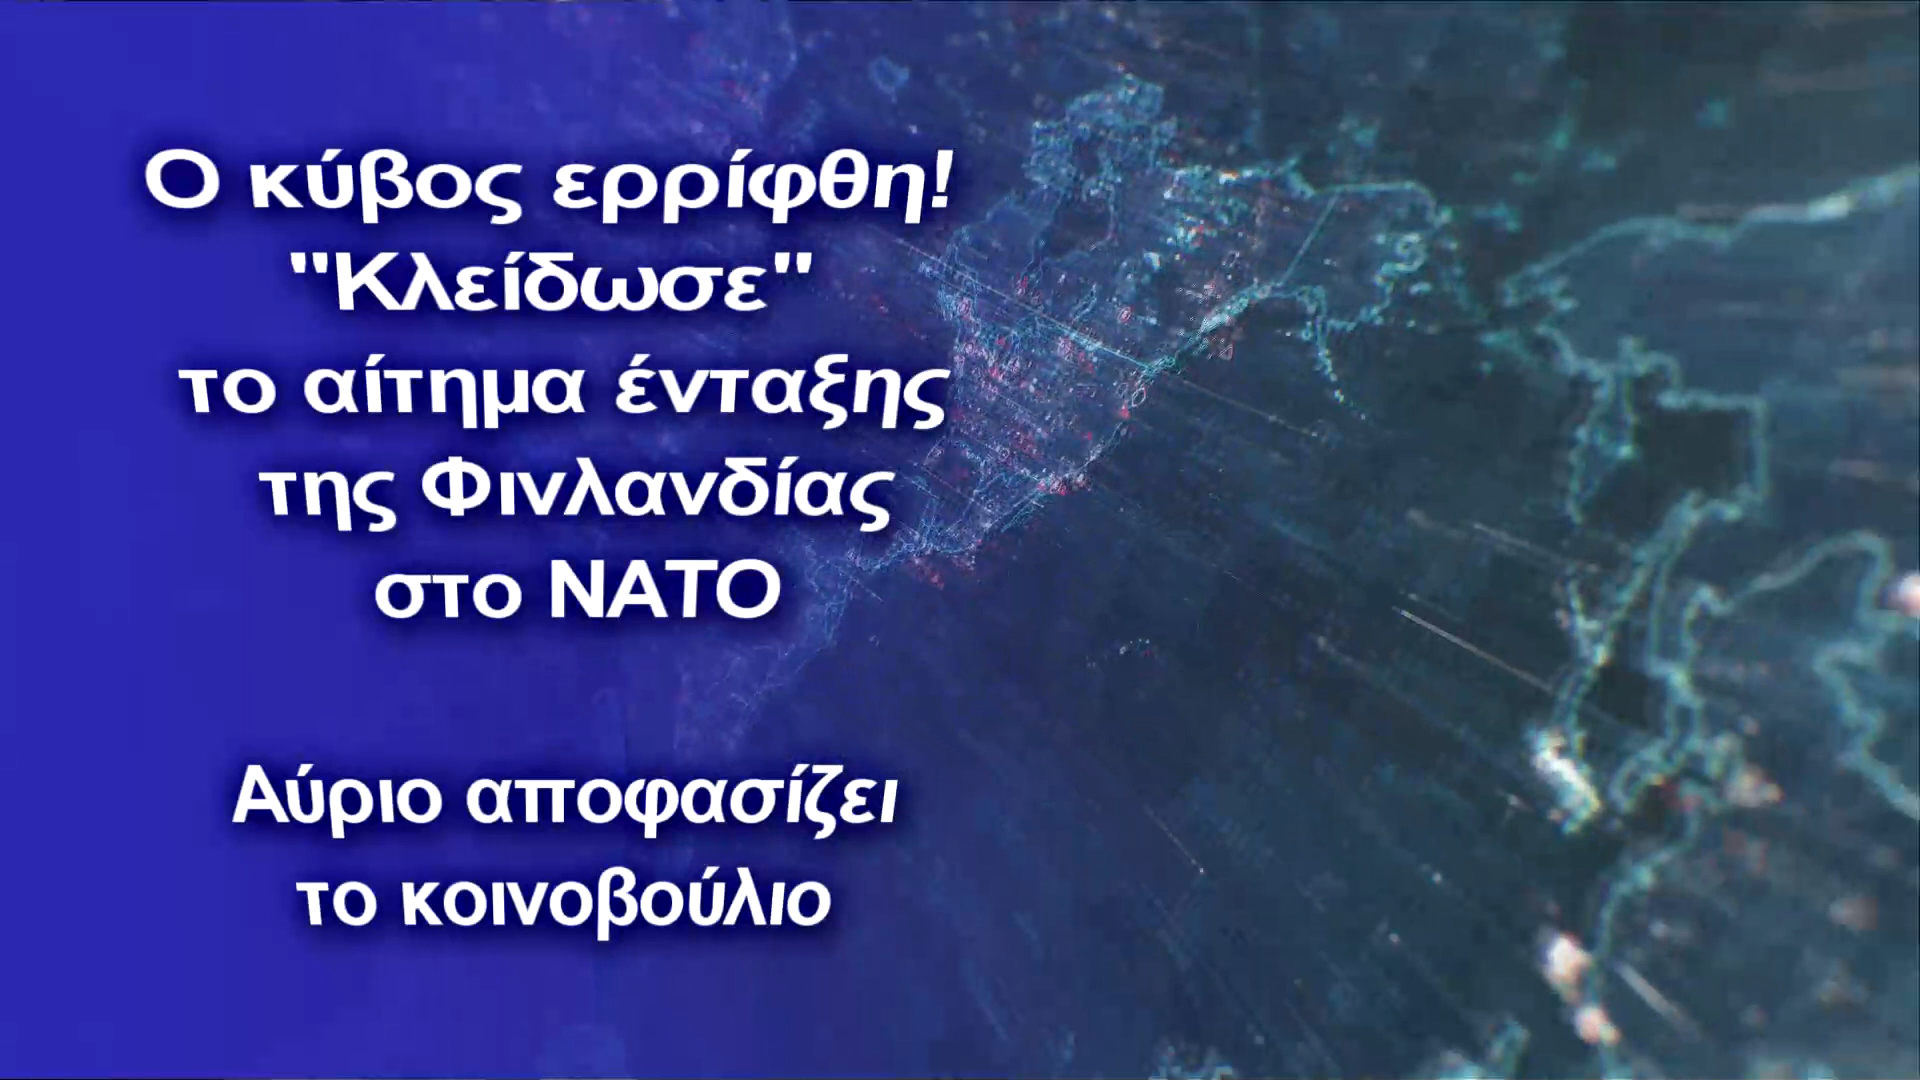 Ο κύβος ερρίφθη!
"Κλείδωσε"
το αίτημα ένταξης
της Φινλανδίας
στο ΝΑΤΟ
Αύριο αποφασίζει
το κοινοβούλιο